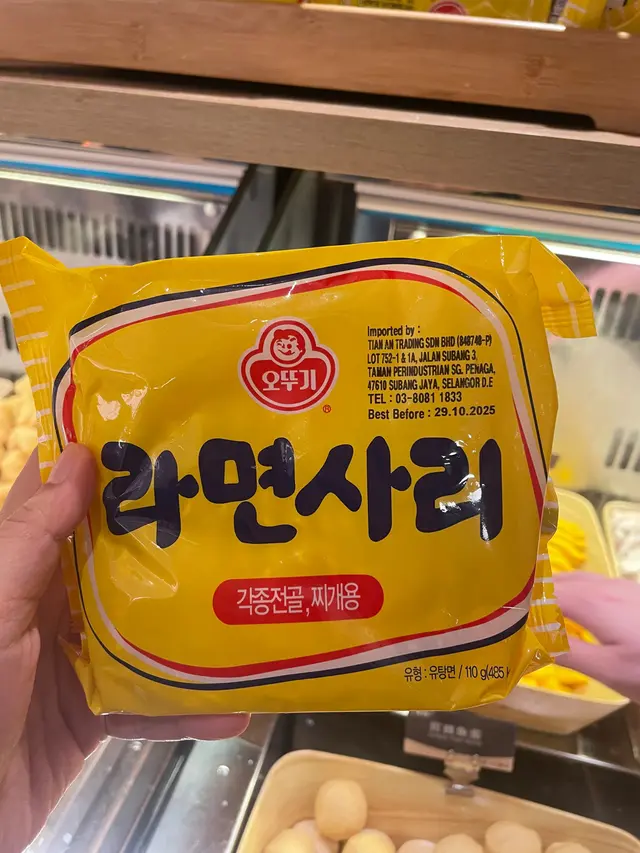 오뚜기
®
Imported by :
TIAN AN TRADING SDN BHD (848748-P)
LOT 752-1 & 1A, JALAN SUBANG 3,
TAMAN PERINDUSTRIAN SG. PENAGA,
47610 SUBANG JAYA, SELANGOR D.E
TEL : 03-8081 1833
Best Before : 29.10.2025
라면사리
각종전골, 찌개용
유형 : 유탕면 / 110 g(485 k